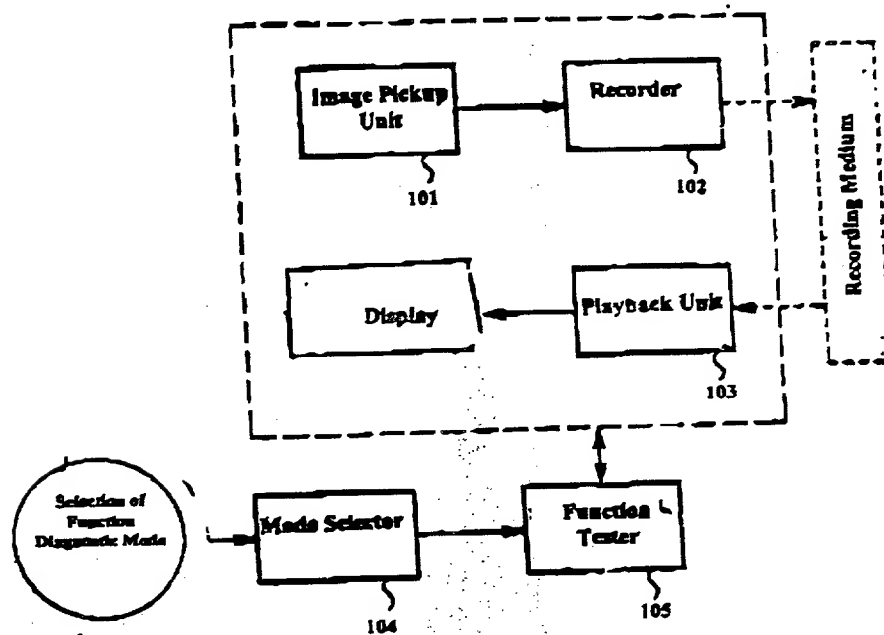 Image Pickup
Unit
101
Recorder
102
Recording Medium
Display
Playback Unit
103
Selection of
Function
Diagnostic Mode
Mode Selector
104
Function
Tester
105